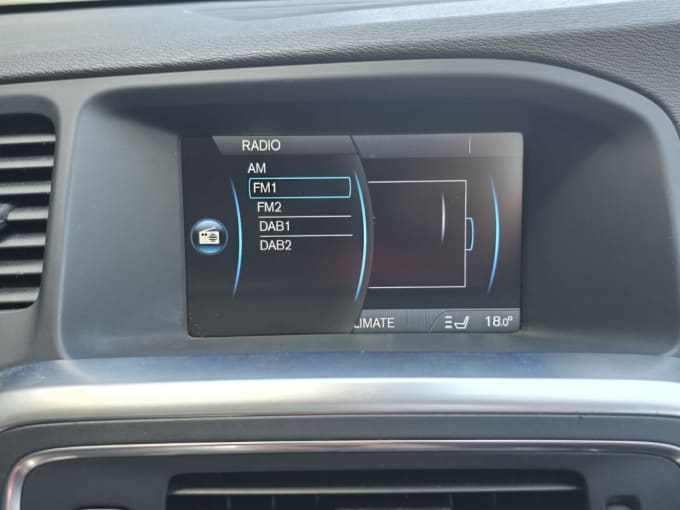 RADIO
AM
FM1
FM2
DAB1
DAB2
LIMATE 18.0°